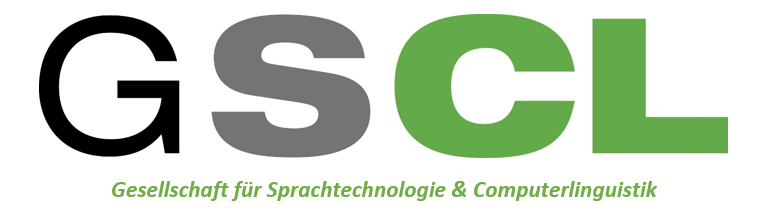 GSCL
Gesellschaft für Sprachtechnologie & Computerlinguistik